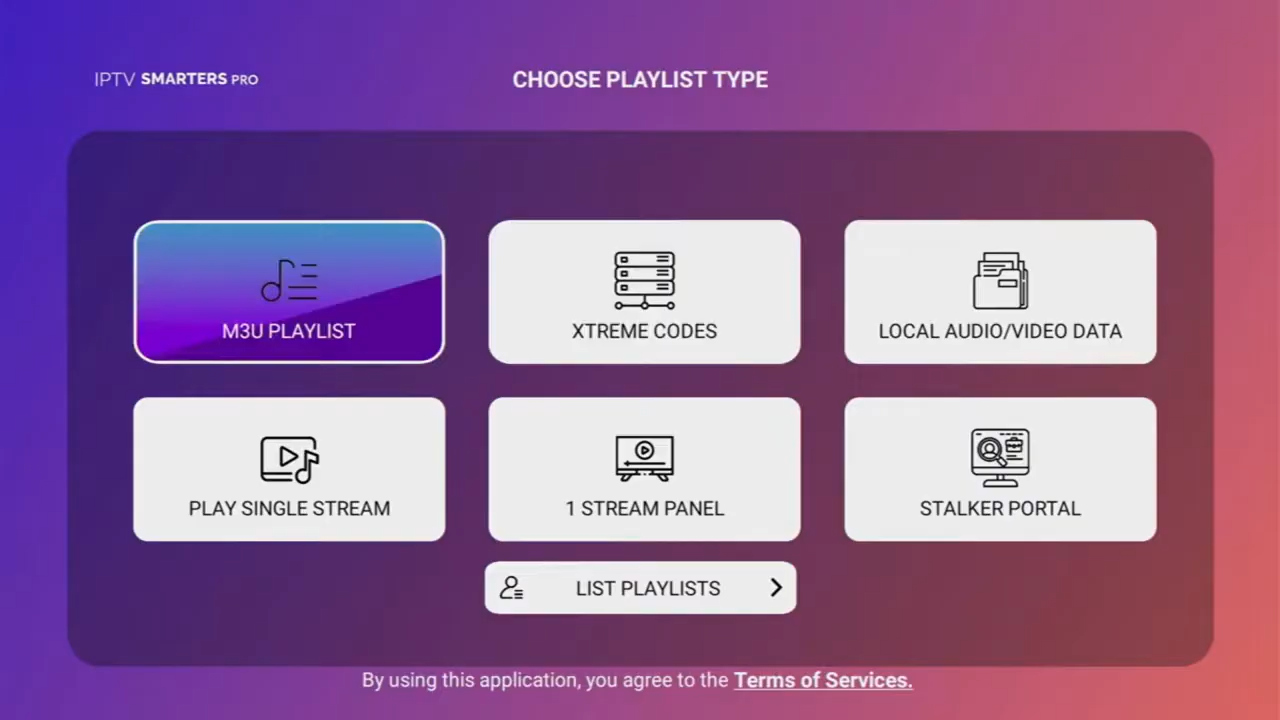 IPTV SMARTERS PRO
CHOOSE PLAYLIST TYPE
M3U PLAYLIST
XTREME CODES
LOCAL AUDIO/VIDEO DATA
PLAY SINGLE STREAM
1 STREAM PANEL
STALKER PORTAL
LIST PLAYLISTS
By using this application, you agree to the Terms of Services.